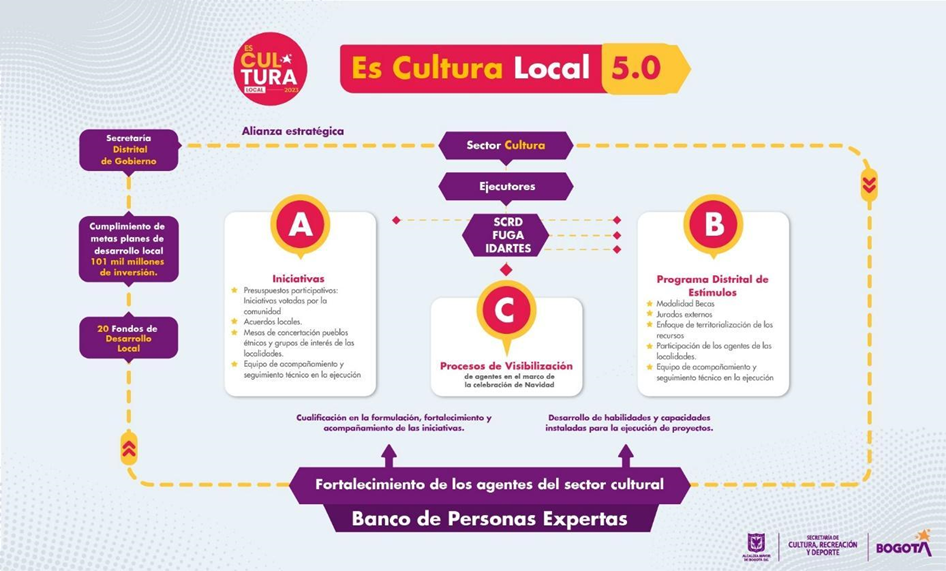 ES
CUL
TURA
LOCAL
2023
Es Cultura Local 5.0
Alianza estratégica
Secretaría
Distrital
de Gobierno
Sector Cultura
Ejecutores
SCRD
FUGA
IDARTES
Cumplimiento de
metas planes de
desarrollo local
101 mil millones
de inversión.
20 Fondos de
Desarrollo
Local
A
Iniciativas
Presuspuestos participativos:
Iniciativas votadas por la
comunidad
Acuerdos locales.
Mesas de concertación pueblos
étnicos y grupos de interés de las
localidades.
Equipo de acompañamiento y
seguimiento técnico en la ejecución
C
Procesos de Visibilización
de agentes en el marco de
la celebración de Navidad
B
Programa Distrital de
Estímulos
Modalidad Becas
Jurados externos
Enfoque de territorialización de los
recursos
Participación de los agentes de las
localidades.
Equipo de acompañamiento y
seguimiento técnico en la ejecución
Cualificación en la formulación, fortalecimiento y
acompañamiento de las iniciativas.
Desarrollo de habilidades y capacidades
instaladas para la ejecución de proyectos.
Fortalecimiento de los agentes del sector cultural
Banco de Personas Expertas
ALCALDÍA MAYOR
DE BOGOTÁ D.C.
SECRETARÍA DE
CULTURA, RECREACIÓN
Y DEPORTE
BOGOTÁ